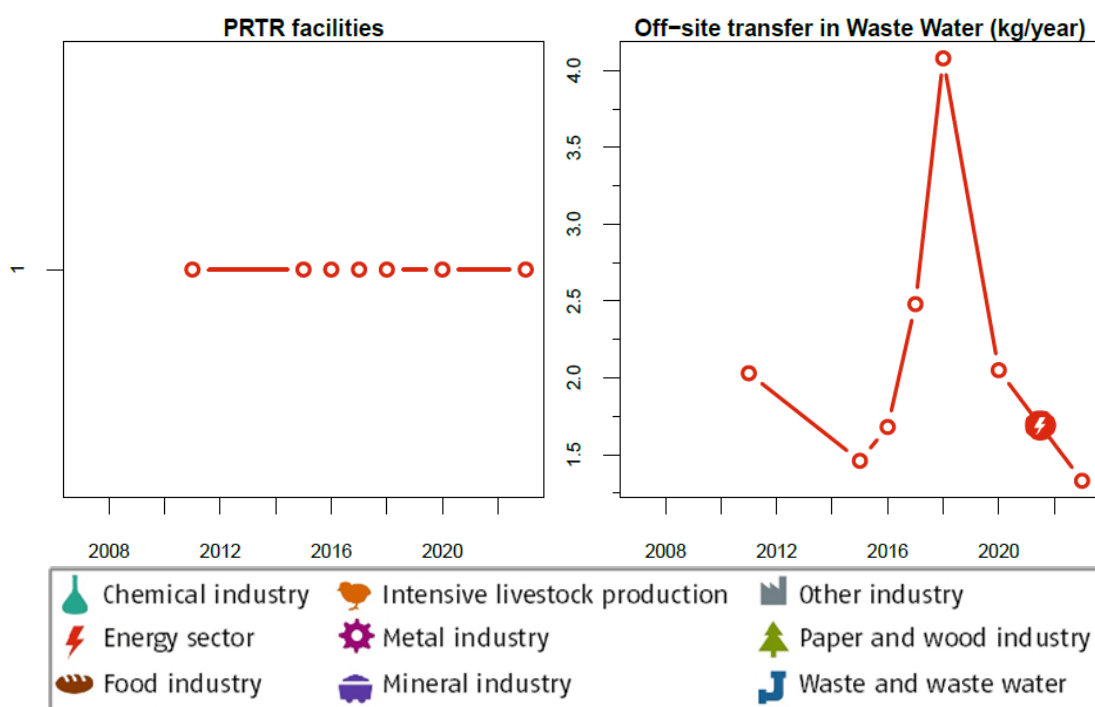 PRTR facilities
1
2008 2012 2016 2020
Off−site transfer in Waste Water (kg/year)
4.0
3.5
3.0
2.5
2.0
1.5
2008 2012 2016 2020
Chemical industry Intensive livestock production Other industry
Energy sector Metal industry Paper and wood industry
Food industry Mineral industry Waste and waste water